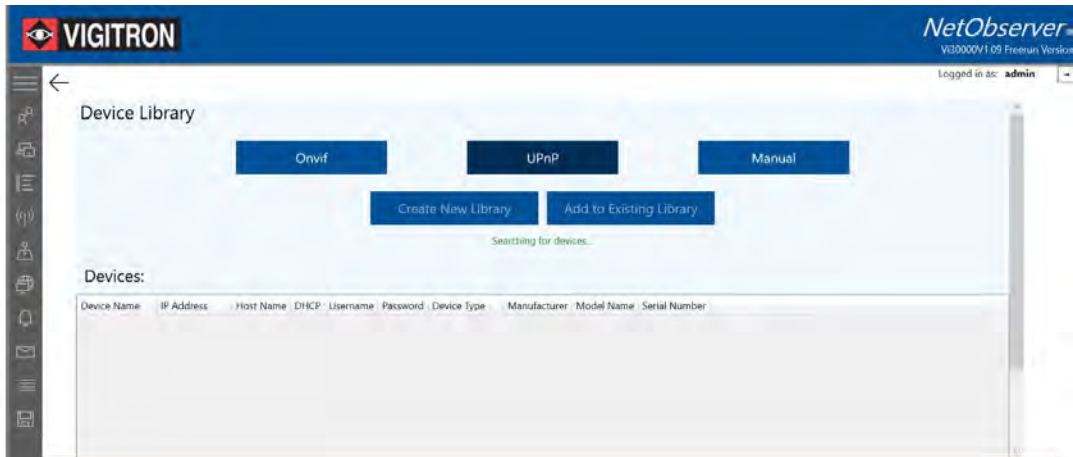 VIGITRON
NetObserver
Vi30000V1.09 Freerun Version
Logged in as: admin
Device Library
Onvif UPnP Manual
Create New Library Add to Existing Library
Searching for devices...
Devices:
Device Name IP Address Host Name DHCP Username Password Device Type Manufacturer Model Name Serial Number